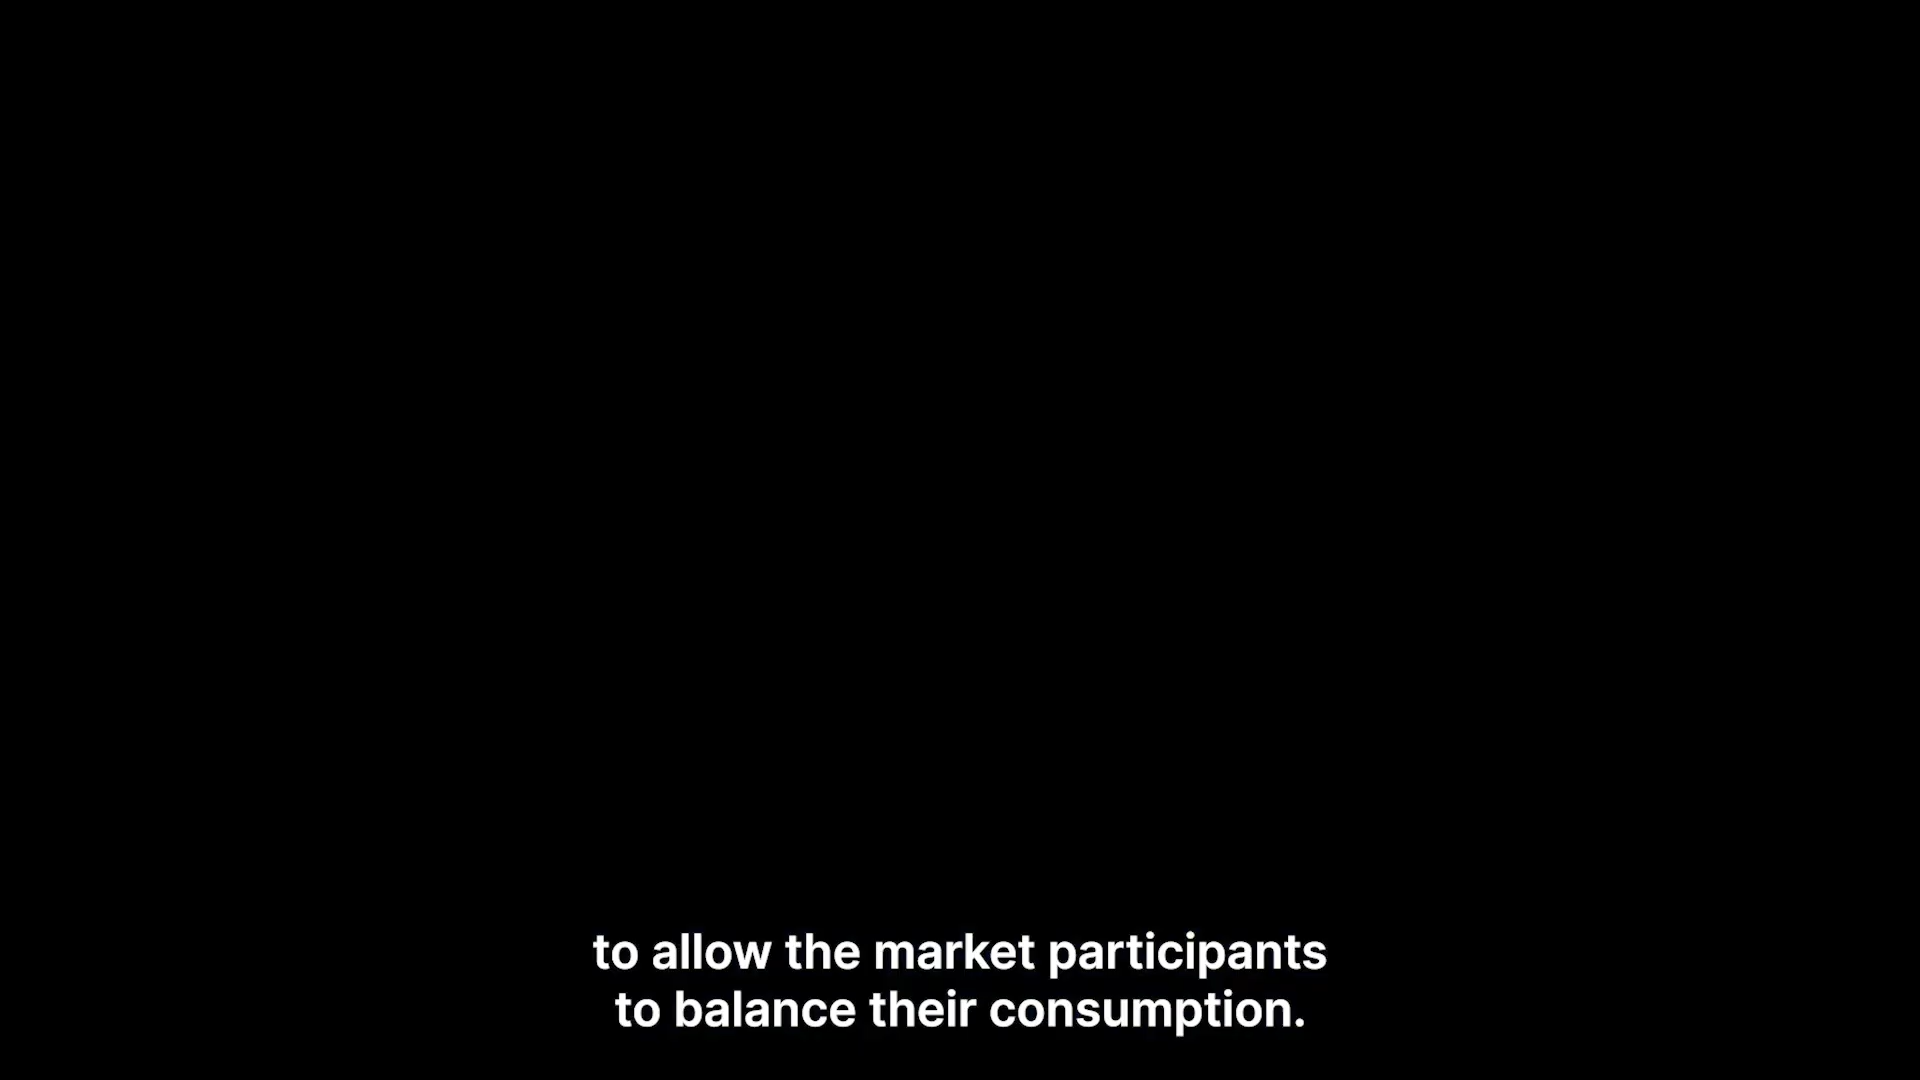 to allow the market participants
to balance their consumption.